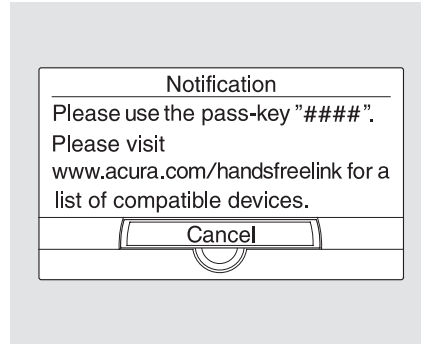 Notification
Please use the pass-key ”####”.
Please visit
www.acura.com/handsfreelink for a
list of compatible devices.
Cancel